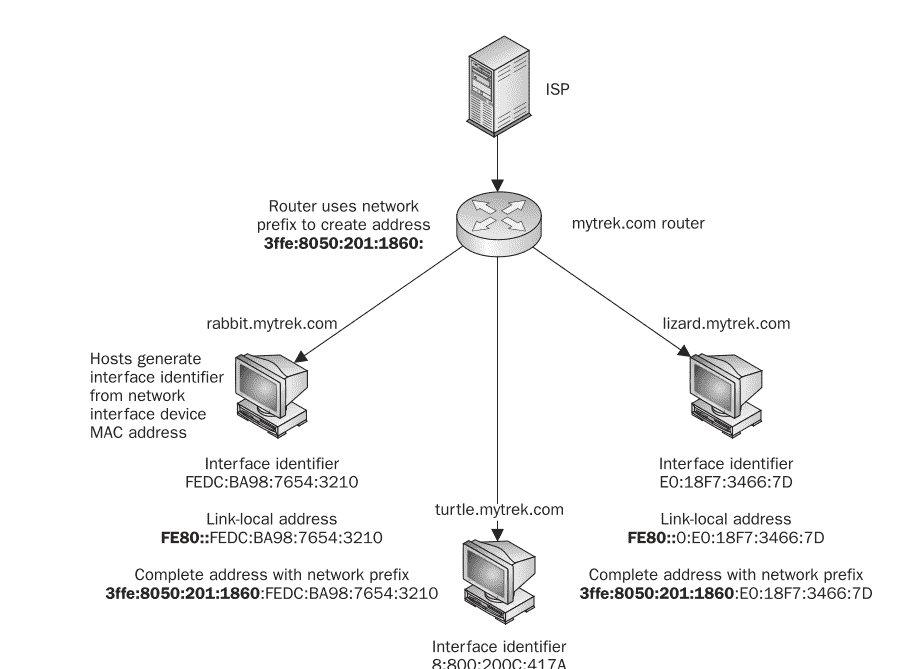 ISP
Router uses network
prefix to create address
3ffe:8050:201:1860:
mytrek.com router
rabbit.mytrek.com
lizard.mytrek.com
Hosts generate
interface identifier
from network
interface device
MAC address
Interface identifier
FEDC:BA98:7654:3210
Link-local address
FE80::FEDC:BA98:7654:3210
Complete address with network prefix
3ffe:8050:201:1860:FEDC:BA98:7654:3210
Interface identifier
E0:18F7:3466:7D
Link-local address
FE80::0:E0:18F7:3466:7D
Complete address with network prefix
3ffe:8050:201:1860:E0:18F7:3466:7D
turtle.mytrek.com
Interface identifier
8:800:200C:417A